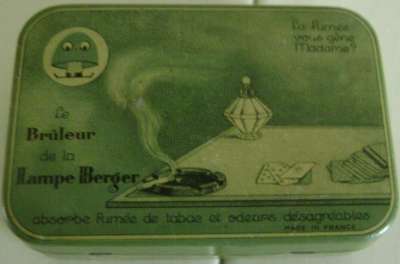 La fumée
vous gêne
Madame ?
Le
Brûleur
de la
Lampe Berger
absorbe fumée de tabac et odeurs désagréables
MADE IN FRANCE